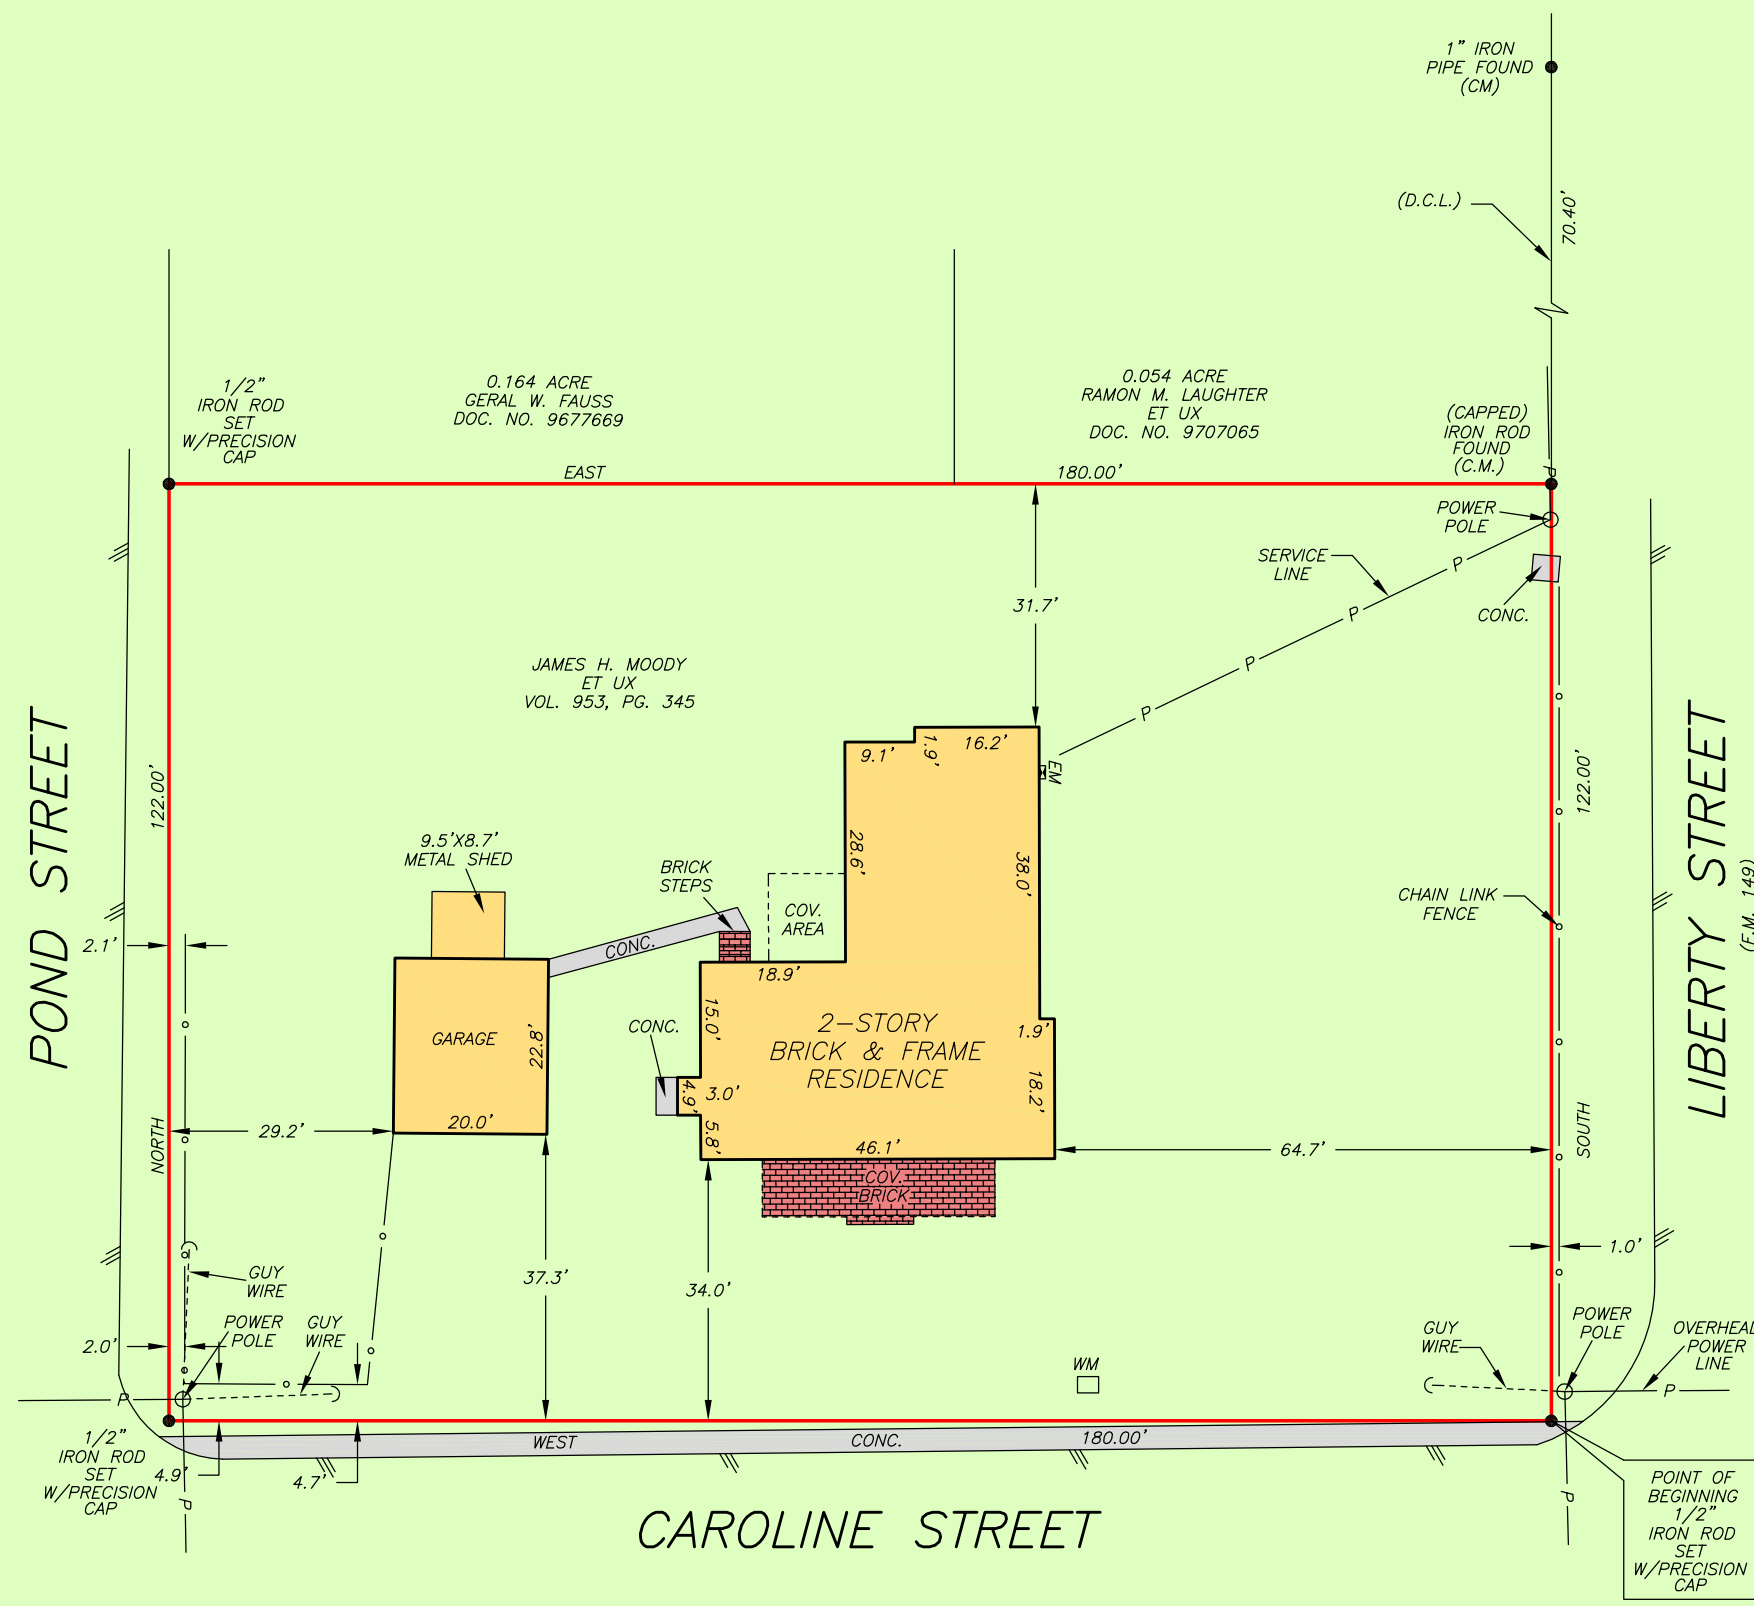 1" IRON
PIPE FOUND
(CM)
(D.C.L.)
70.40'
1/2"
IRON ROD
SET
W/PRECISION
CAP
0.164 ACRE
GERAL W. FAUSS
DOC. NO. 9677669
0.054 ACRE
RAMON M. LAUGHTER
ET UX
DOC. NO. 9707065
(CAPPED)
IRON ROD
FOUND
(C.M.)
P
EAST
180.00'
POWER
POLE
SERVICE
LINE
P
P
P
P
CONC.
31.7'
JAMES H. MOODY
ET UX
VOL. 953, PG. 345
POND STREET
122.00'
NORTH
LIBERTY STREET
(F.M. 149)
122.00'
SOUTH
9.1'
1.9'
16.2'
EM
28.6'
38.0'
9.5'X8.7'
METAL SHED
BRICK
STEPS
COV.
AREA
CHAIN LINK
FENCE
2.1'
CONC.
18.9'
GARAGE
22.8'
20.0'
CONC.
15.0'
2-STORY
BRICK & FRAME
RESIDENCE
1.9'
18.2'
4.9'
3.0'
5.8'
46.1'
29.2'
64.7'
COV.
BRICK
37.3'
34.0'
1.0'
GUY
WIRE
POWER
POLE
GUY
WIRE
2.0'
WM
GUY
WIRE
POWER
POLE
OVERHEAD
POWER
LINE
P
P
1/2"
IRON ROD
SET
W/PRECISION
CAP
4.9'
P
4.7'
WEST
CONC.
180.00'
P
CAROLINE STREET
POINT OF
BEGINNING
1/2"
IRON ROD
SET
W/PRECISION
CAP